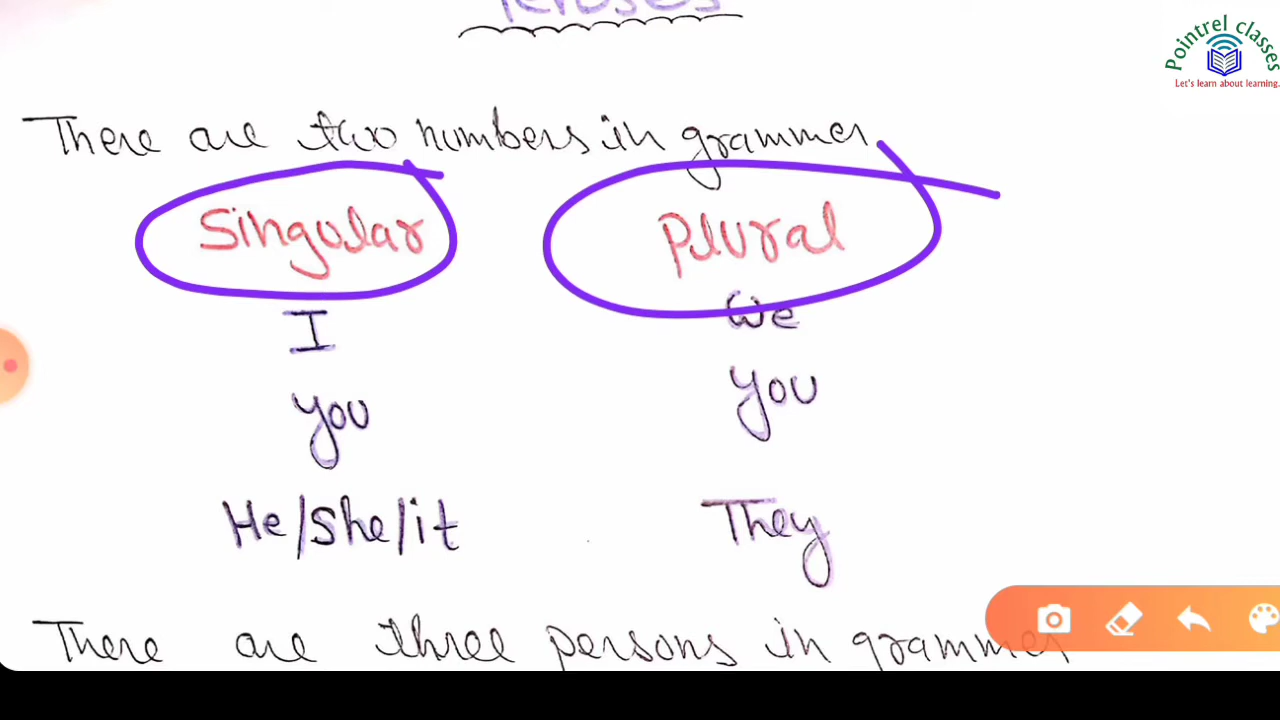 Tenses
Pointrel classes
Let's learn about learning.
There are two numbers in grammer
Singular Plural
I We
you you
He/She/it They
There are three persons in grammer